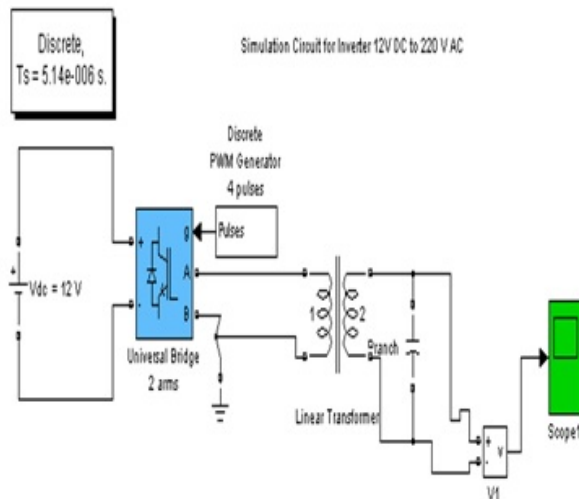 Discrete,
Ts = 5.14e-006 s.
Simulation Circuit for Inverter 12V DC to 220 V AC
Discrete
PWM Generator
4 pulses
Pulses
g
+
A
-
B
+
Vdc = 12 V
Universal Bridge
2 arms
1
2
Branch
Linear Transformer
+
-
v
V1
Scope1